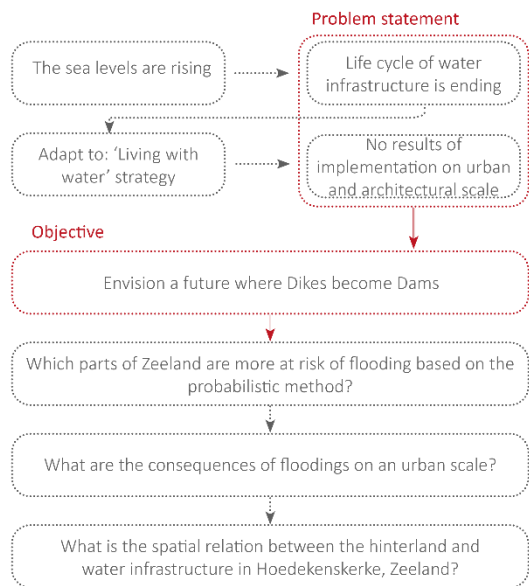 Problem statement
The sea levels are rising
Life cycle of water
infrastructure is ending
Adapt to: ‘Living with
water’ strategy
No results of
implementation on urban
and architectural scale
Objective
Envision a future where Dikes become Dams
Which parts of Zeeland are more at risk of flooding based on the
probabilistic method?
What are the consequences of floodings on an urban scale?
What is the spatial relation between the hinterland and
water infrastructure in Hoedekenskerke, Zeeland?